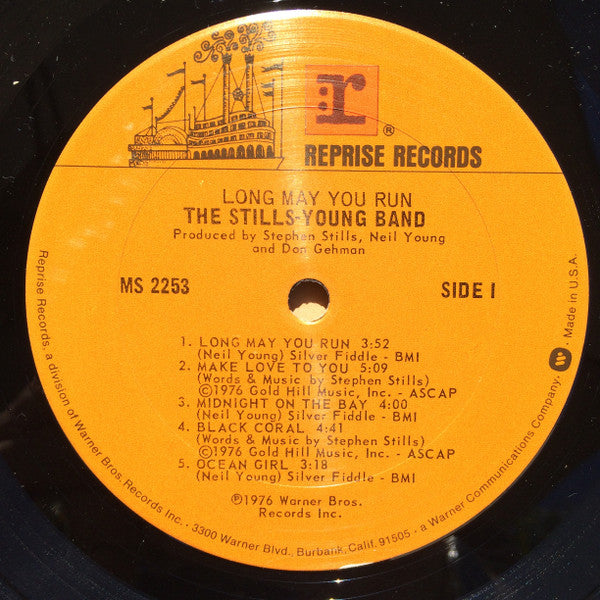 r
®
REPRISE RECORDS
LONG MAY YOU RUN
THE STILLS-YOUNG BAND
Produced by Stephen Stills, Neil Young
and Don Gehman
MS 2253
SIDE 1
1. LONG MAY YOU RUN 3:52
(Neil Young) Silver Fiddle - BMI
2. MAKE LOVE TO YOU 5:09
(Words & Music by Stephen Stills)
©1976 Gold Hill Music, Inc. - ASCAP
3. MIDNIGHT ON THE BAY 4:00
(Neil Young) Silver Fiddle - BMI
4. BLACK CORAL 4:41
(Words & Music by Stephen Stills)
©1976 Gold Hill Music, Inc. - ASCAP
5. OCEAN GIRL 3:18
(Neil Young) Silver Fiddle - BMI
℗1976 Warner Bros.
Records Inc.
Reprise Records, a division of Warner Bros. Records Inc. · 3300 Warner Blvd., Burbank, Calif. 91505 · a Warner Communications Company. W · Made in U.S.A.